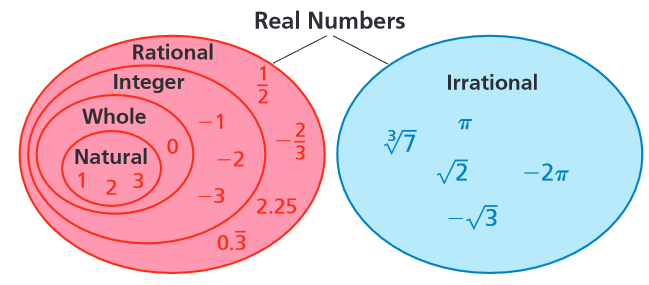 Real Numbers
Rational
Integer
Whole
Natural
1 2 3
0
−1
−2
−3
1/2
−2/3
2.25
0.3̅
Irrational
π
∛7
√2
−2π
−√3